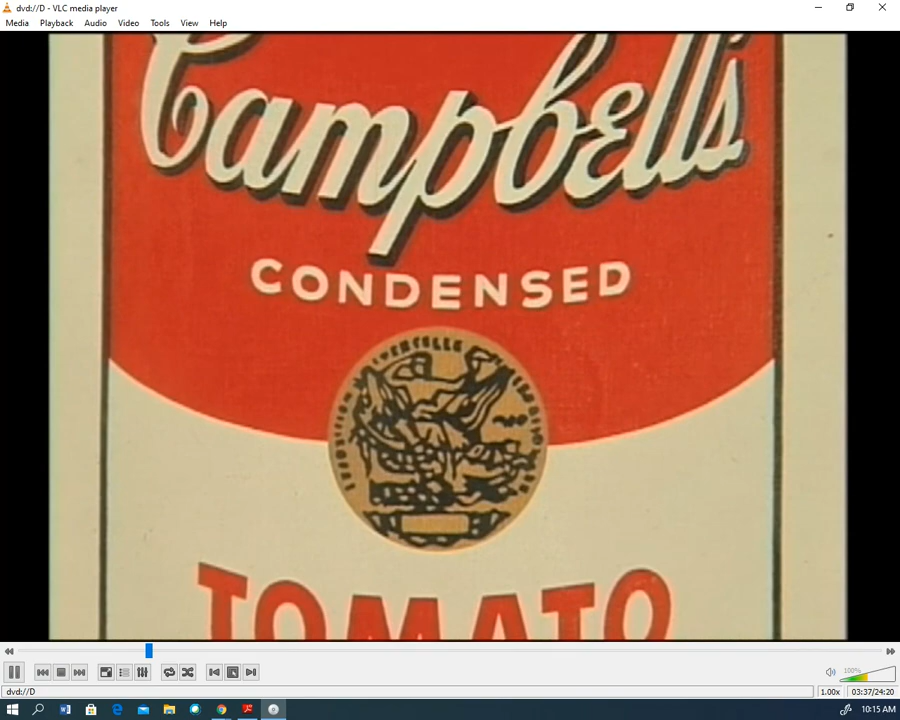 dvd://D - VLC media player
Media Playback Audio Video Tools View Help
Campbell's
CONDENSED
TOMATO
100%
dvd://D
1.00x
03:37/24:20
10:15 AM